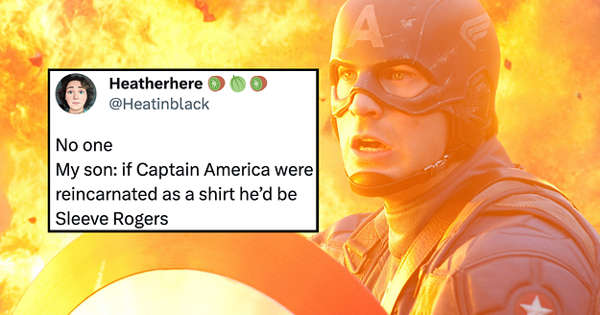 Heatherhere 🥝🍈🥝
@Heatinblack
No one
My son: if Captain America were
reincarnated as a shirt he’d be
Sleeve Rogers
A